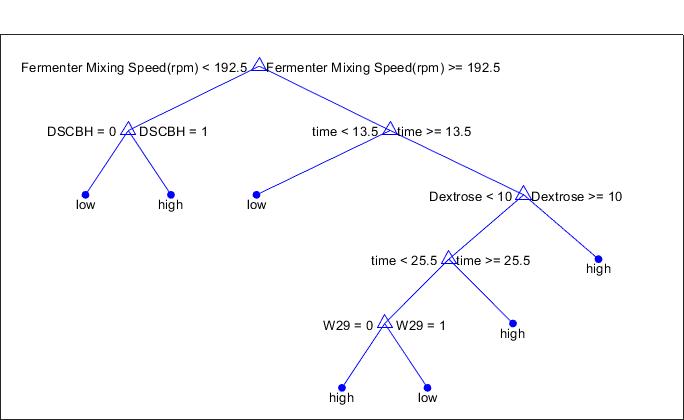 Fermenter Mixing Speed(rpm) < 192.5 Fermenter Mixing Speed(rpm) >= 192.5
DSCBH = 0 DSCBH = 1 time < 13.5 time >= 13.5
low high low Dextrose < 10 Dextrose >= 10
time < 25.5 time >= 25.5 high
W29 = 0 W29 = 1 high
high low